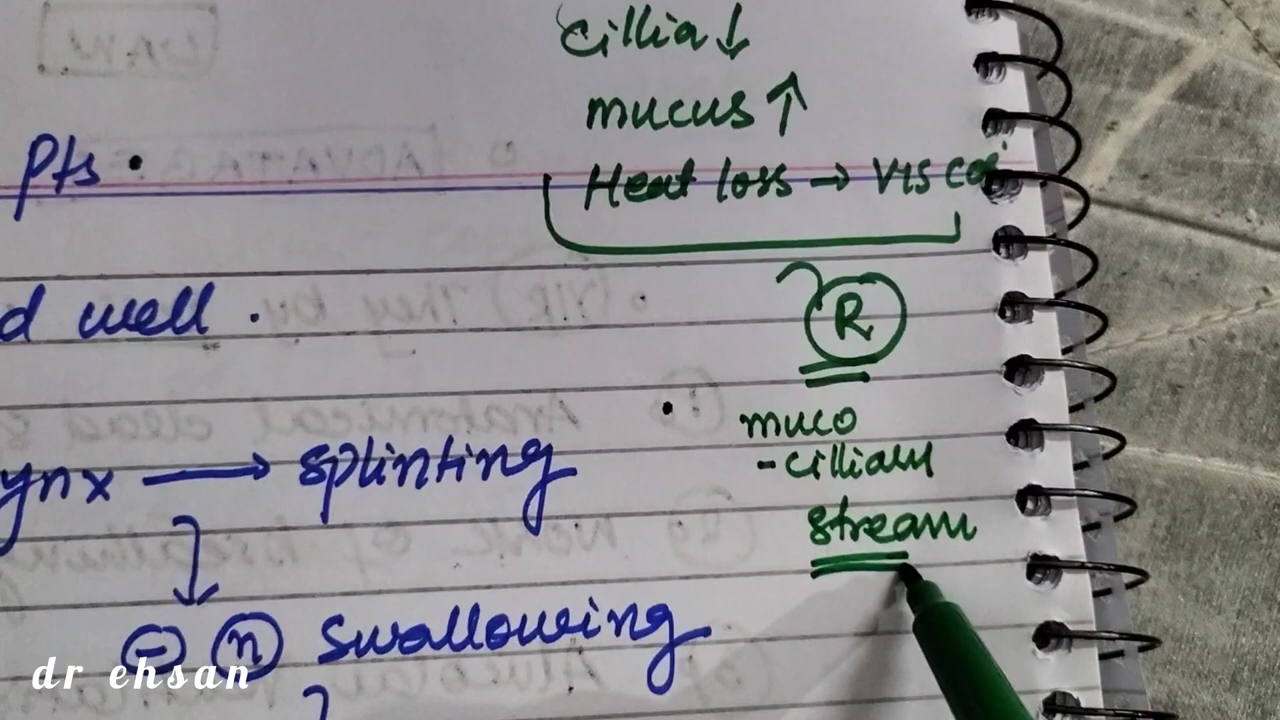 cillia ↓
mucus ↑
Heat loss → viscos
pts.
d well.
R
muco
-cilliary
stream
ynx → splinting
(-) (n) swallowing
dr ehsan